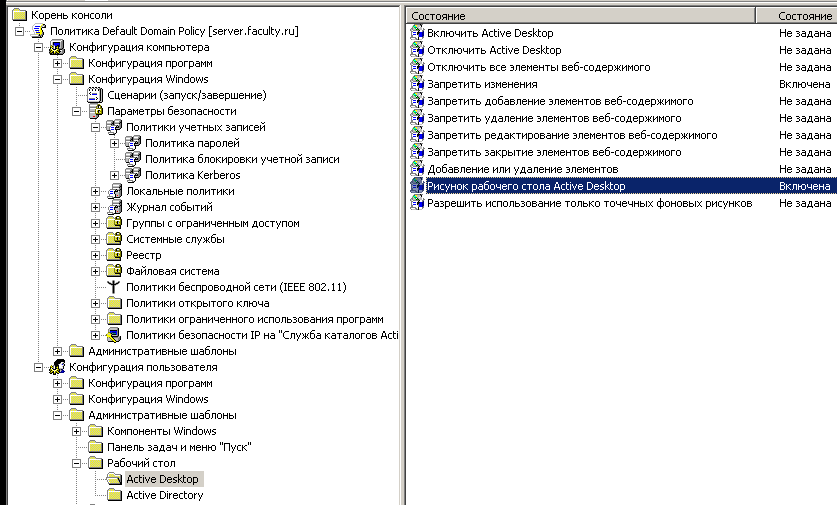 Корень консоли
Политика Default Domain Policy [server.faculty.ru]
Конфигурация компьютера
Конфигурация программ
Конфигурация Windows
Сценарии (запуск/завершение)
Параметры безопасности
Политики учетных записей
Политика паролей
Политика блокировки учетной записи
Политика Kerberos
Локальные политики
Журнал событий
Группы с ограниченным доступом
Системные службы
Реестр
Файловая система
Политики беспроводной сети (IEEE 802.11)
Политики открытого ключа
Политики ограниченного использования программ
Политики безопасности IP на "Служба каталогов Acti
Административные шаблоны
Конфигурация пользователя
Конфигурация программ
Конфигурация Windows
Административные шаблоны
Компоненты Windows
Панель задач и меню "Пуск"
Рабочий стол
Active Desktop
Active Directory
Состояние Состояние
Включить Active Desktop Не задана
Отключить Active Desktop Не задана
Отключить все элементы веб-содержимого Не задана
Запретить изменения Включена
Запретить добавление элементов веб-содержимого Не задана
Запретить удаление элементов веб-содержимого Не задана
Запретить редактирование элементов веб-содержимого Не задана
Запретить закрытие элементов веб-содержимого Не задана
Добавление или удаление элементов Не задана
Рисунок рабочего стола Active Desktop Включена
Разрешить использование только точечных фоновых рисунков Не задана